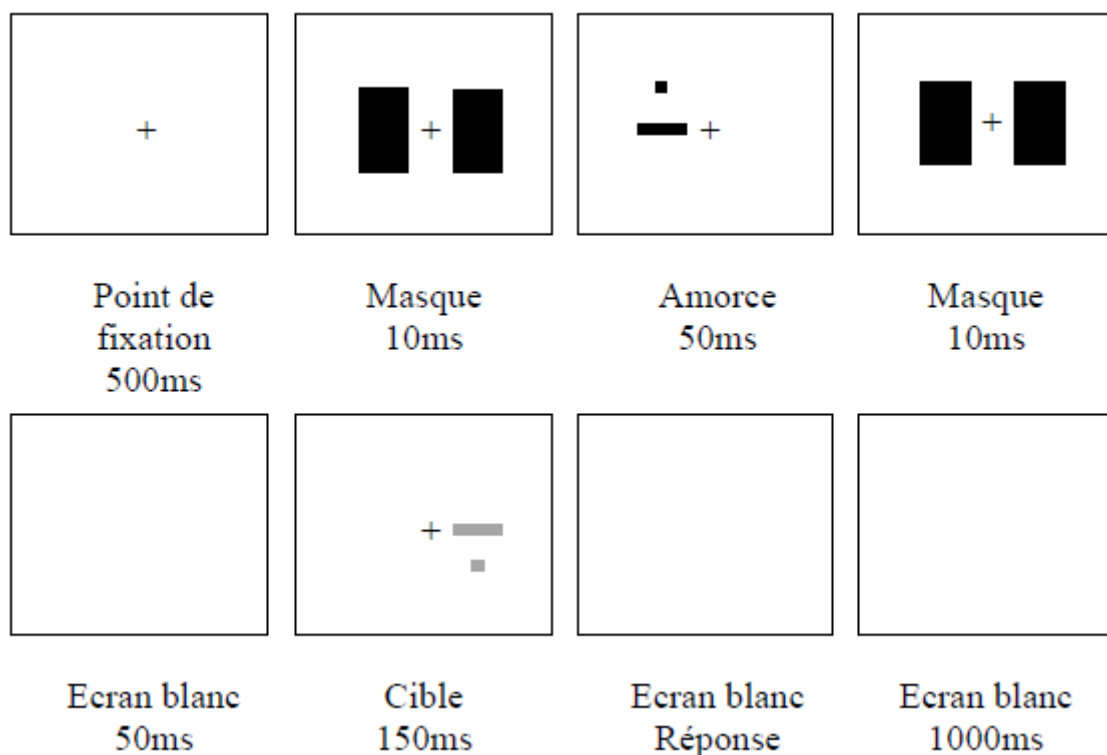 Point de
fixation
500ms
Masque
10ms
Amorce
50ms
Masque
10ms
Ecran blanc
50ms
Cible
150ms
Ecran blanc
Réponse
Ecran blanc
1000ms